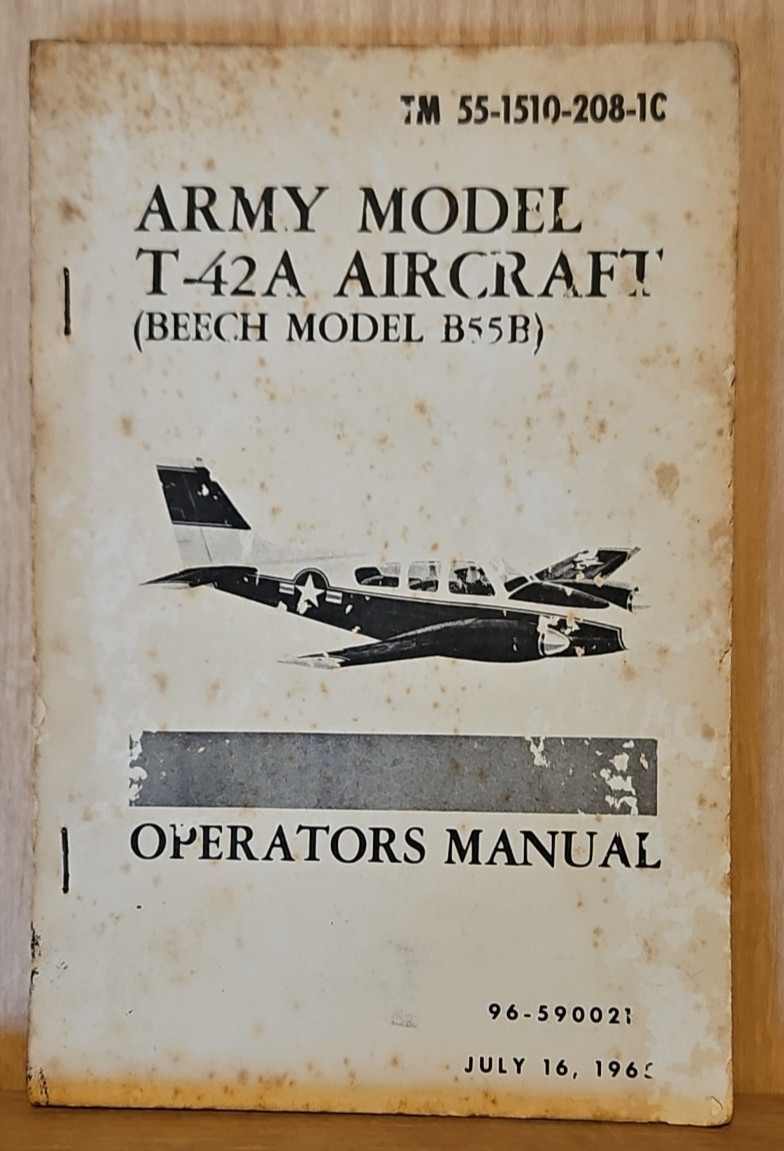 TM 55-1510-208-1C
ARMY MODEL
T-42A AIRCRAFT
(BEECH MODEL B55B)
OPERATORS MANUAL
JULY 16,